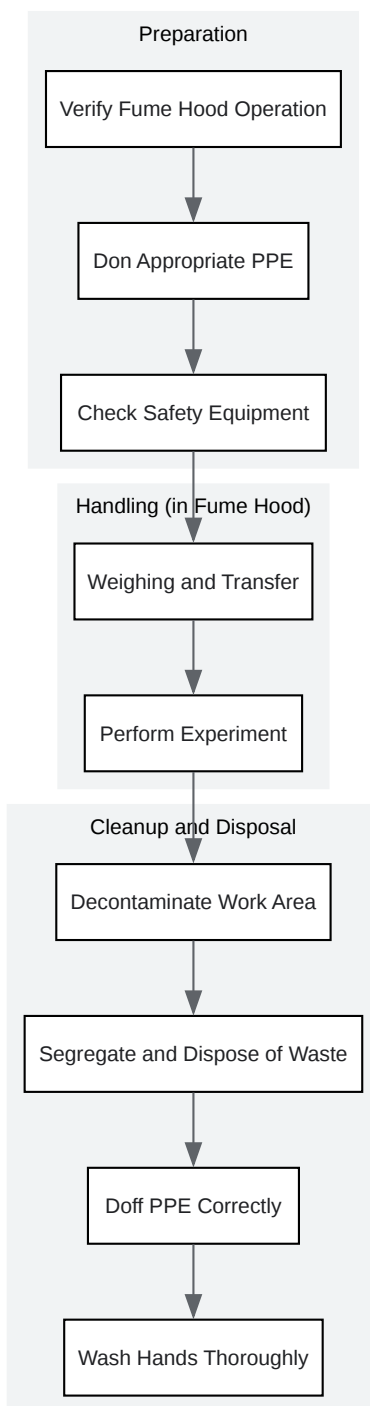 Preparation
Verify Fume Hood Operation
Don Appropriate PPE
Check Safety Equipment
Handling (in Fume Hood)
Weighing and Transfer
Perform Experiment
Cleanup and Disposal
Decontaminate Work Area
Segregate and Dispose of Waste
Doff PPE Correctly
Wash Hands Thoroughly